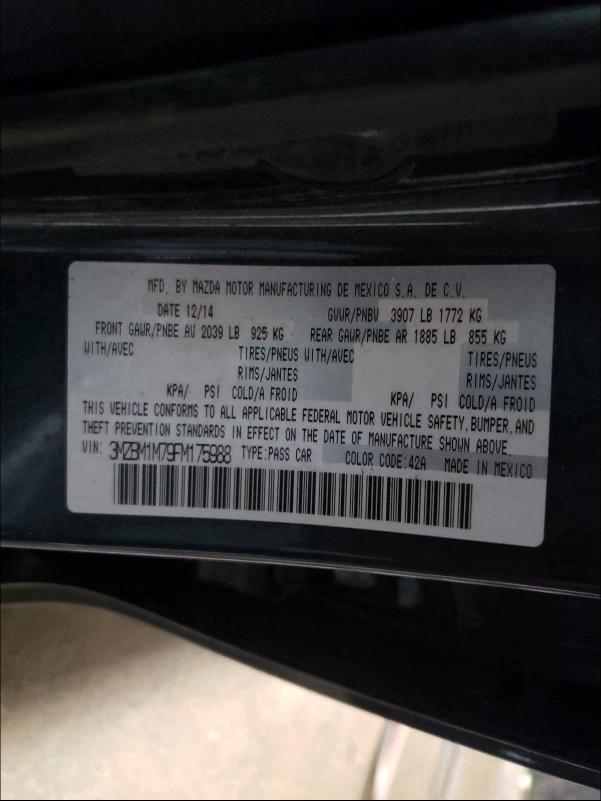 MFD. BY MAZDA MOTOR MANUFACTURING DE MEXICO S.A. DE C.V.
DATE 12/14 GVWR/PNBV 3907 LB 1772 KG
FRONT GAWR/PNBE AV 2039 LB 925 KG REAR GAWR/PNBE AR 1885 LB 855 KG
WITH/AVEC TIRES/PNEUS WITH/AVEC TIRES/PNEUS
RIMS/JANTES RIMS/JANTES
KPA/ PSI COLD/A FROID KPA/ PSI COLD/A FROID
THIS VEHICLE CONFORMS TO ALL APPLICABLE FEDERAL MOTOR VEHICLE SAFETY, BUMPER, AND
THEFT PREVENTION STANDARDS IN EFFECT ON THE DATE OF MANUFACTURE SHOWN ABOVE.
VIN: 3MZBM1M79FM175988 TYPE:PASS CAR COLOR CODE:42A MADE IN MEXICO